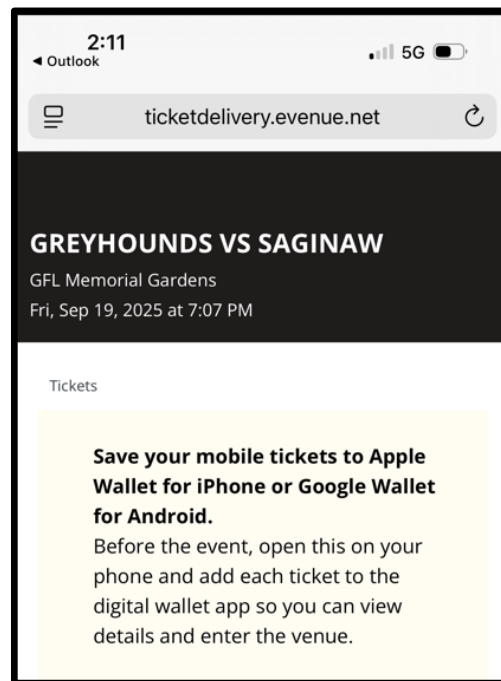 2:11
5G
◀ Outlook
ticketdelivery.evenue.net
GREYHOUNDS VS SAGINAW
GFL Memorial Gardens
Fri, Sep 19, 2025 at 7:07 PM
Tickets
Save your mobile tickets to Apple
Wallet for iPhone or Google Wallet
for Android.
Before the event, open this on your
phone and add each ticket to the
digital wallet app so you can view
details and enter the venue.